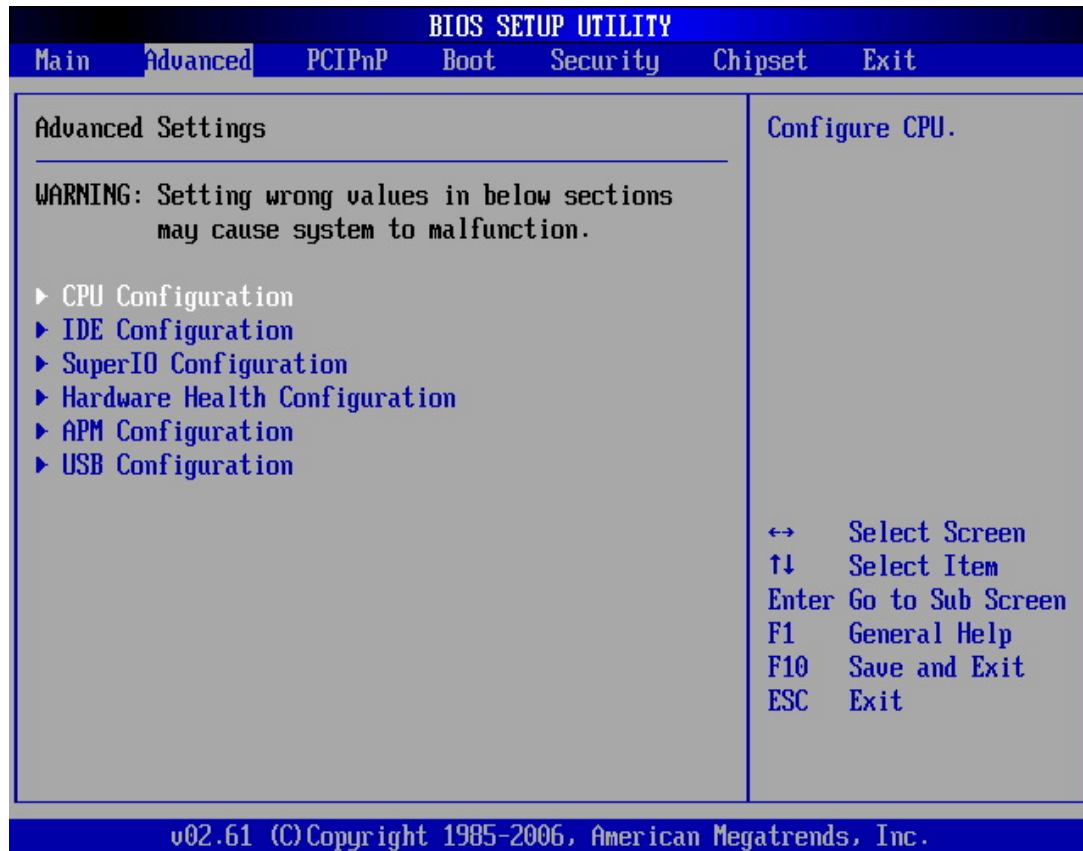 BIOS SETUP UTILITY
Main Advanced PCIPnP Boot Security Chipset Exit
Advanced Settings
WARNING: Setting wrong values in below sections
may cause system to malfunction.
▶ CPU Configuration
▶ IDE Configuration
▶ SuperIO Configuration
▶ Hardware Health Configuration
▶ APM Configuration
▶ USB Configuration
Configure CPU.
↔ Select Screen
↑↓ Select Item
Enter Go to Sub Screen
F1 General Help
F10 Save and Exit
ESC Exit
v02.61 (C)Copyright 1985-2006, American Megatrends, Inc.